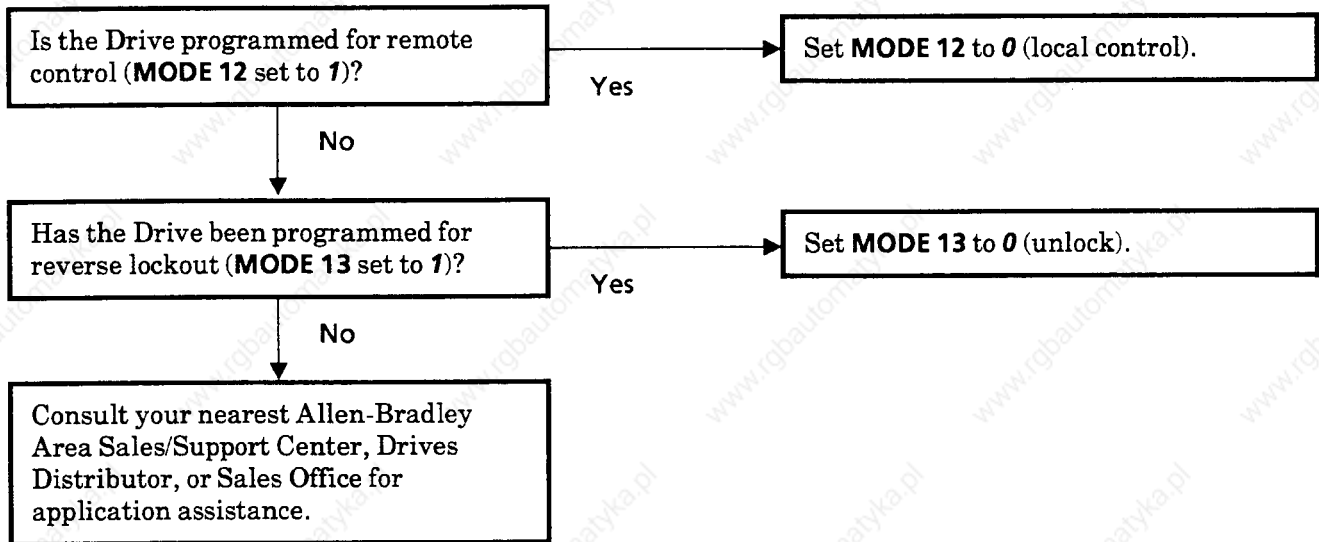 Is the Drive programmed for remote
control (MODE 12 set to 1)?
Yes
Set MODE 12 to 0 (local control).
No
Has the Drive been programmed for
reverse lockout (MODE 13 set to 1)?
Yes
Set MODE 13 to 0 (unlock).
No
Consult your nearest Allen-Bradley
Area Sales/Support Center, Drives
Distributor, or Sales Office for
application assistance.
www.rgbautomatyka.pl